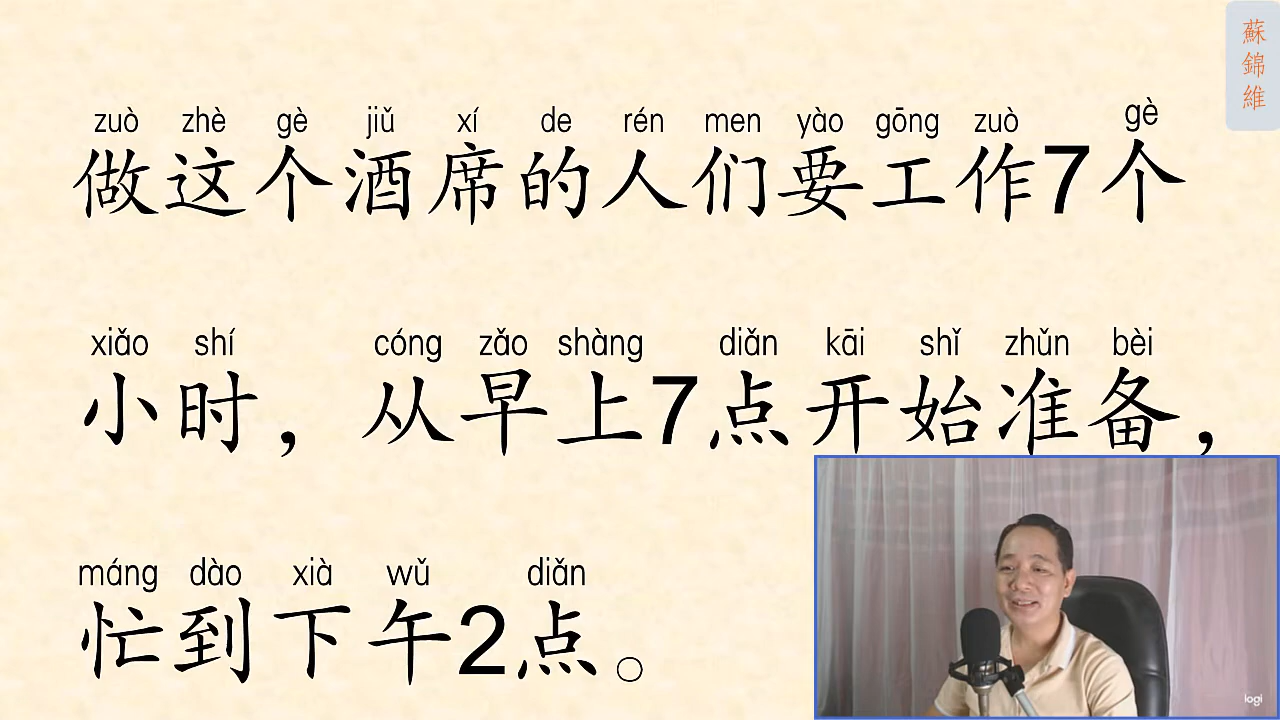 zuò zhè gè jiǔ xí de rén men yào gōng zuò gè
做这个酒席的人们要工作7个
xiǎo shí cóng zǎo shàng diǎn kāi shǐ zhǔn bèi
小时，从早上7点开始准备，
máng dào xià wǔ diǎn
忙到下午2点。
蘇錦維
logi